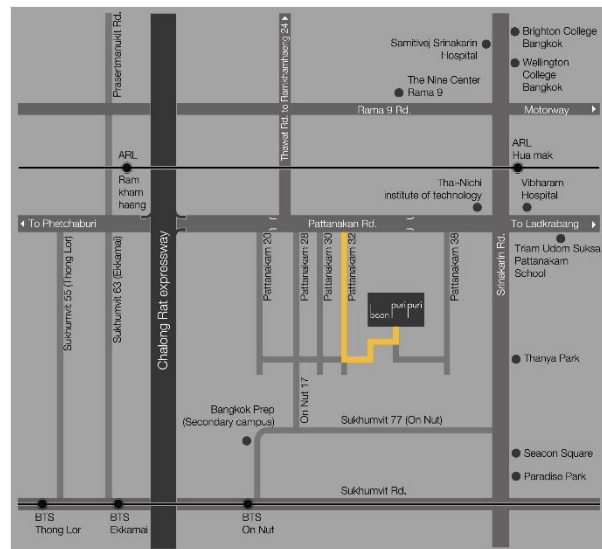 Prasertmanukit Rd.
Thawat Rd. to Ramkhamhaeng 24
Samitivej Srinakarin
Hospital
Brighton College
Bangkok
Wellington
College
Bangkok
The Nine Center
Rama 9
Rama 9 Rd.
Motorway
ARL
Ram
kham
haeng
ARL
Hua mak
Thai-Nichi
institute of technology
Vibharam
Hospital
To Phetchaburi
Pattanakan Rd.
To Ladkrabang
Sukhumvit 55 (Thong Lor)
Sukhumvit 63 (Ekkamai)
Chalong Rat expressway
Pattanakarn 20
Pattanakarn 28
Pattanakarn 30
Pattanakarn 32
Pattanakarn 38
Srinakarin Rd.
Triam Udom Suksa
Pattanakarn
School
baan puri puri
Thanya Park
On Nut 17
Bangkok Prep
(Secondary campus)
Sukhumvit 77 (On Nut)
Seacon Square
Paradise Park
Sukhumvit Rd.
BTS
Thong Lor
BTS
Ekkamai
BTS
On Nut